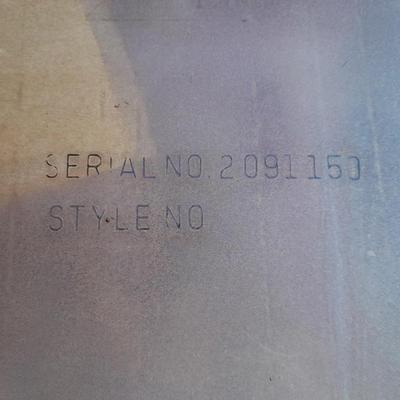 SERIAL NO. 2091150
STYLE NO